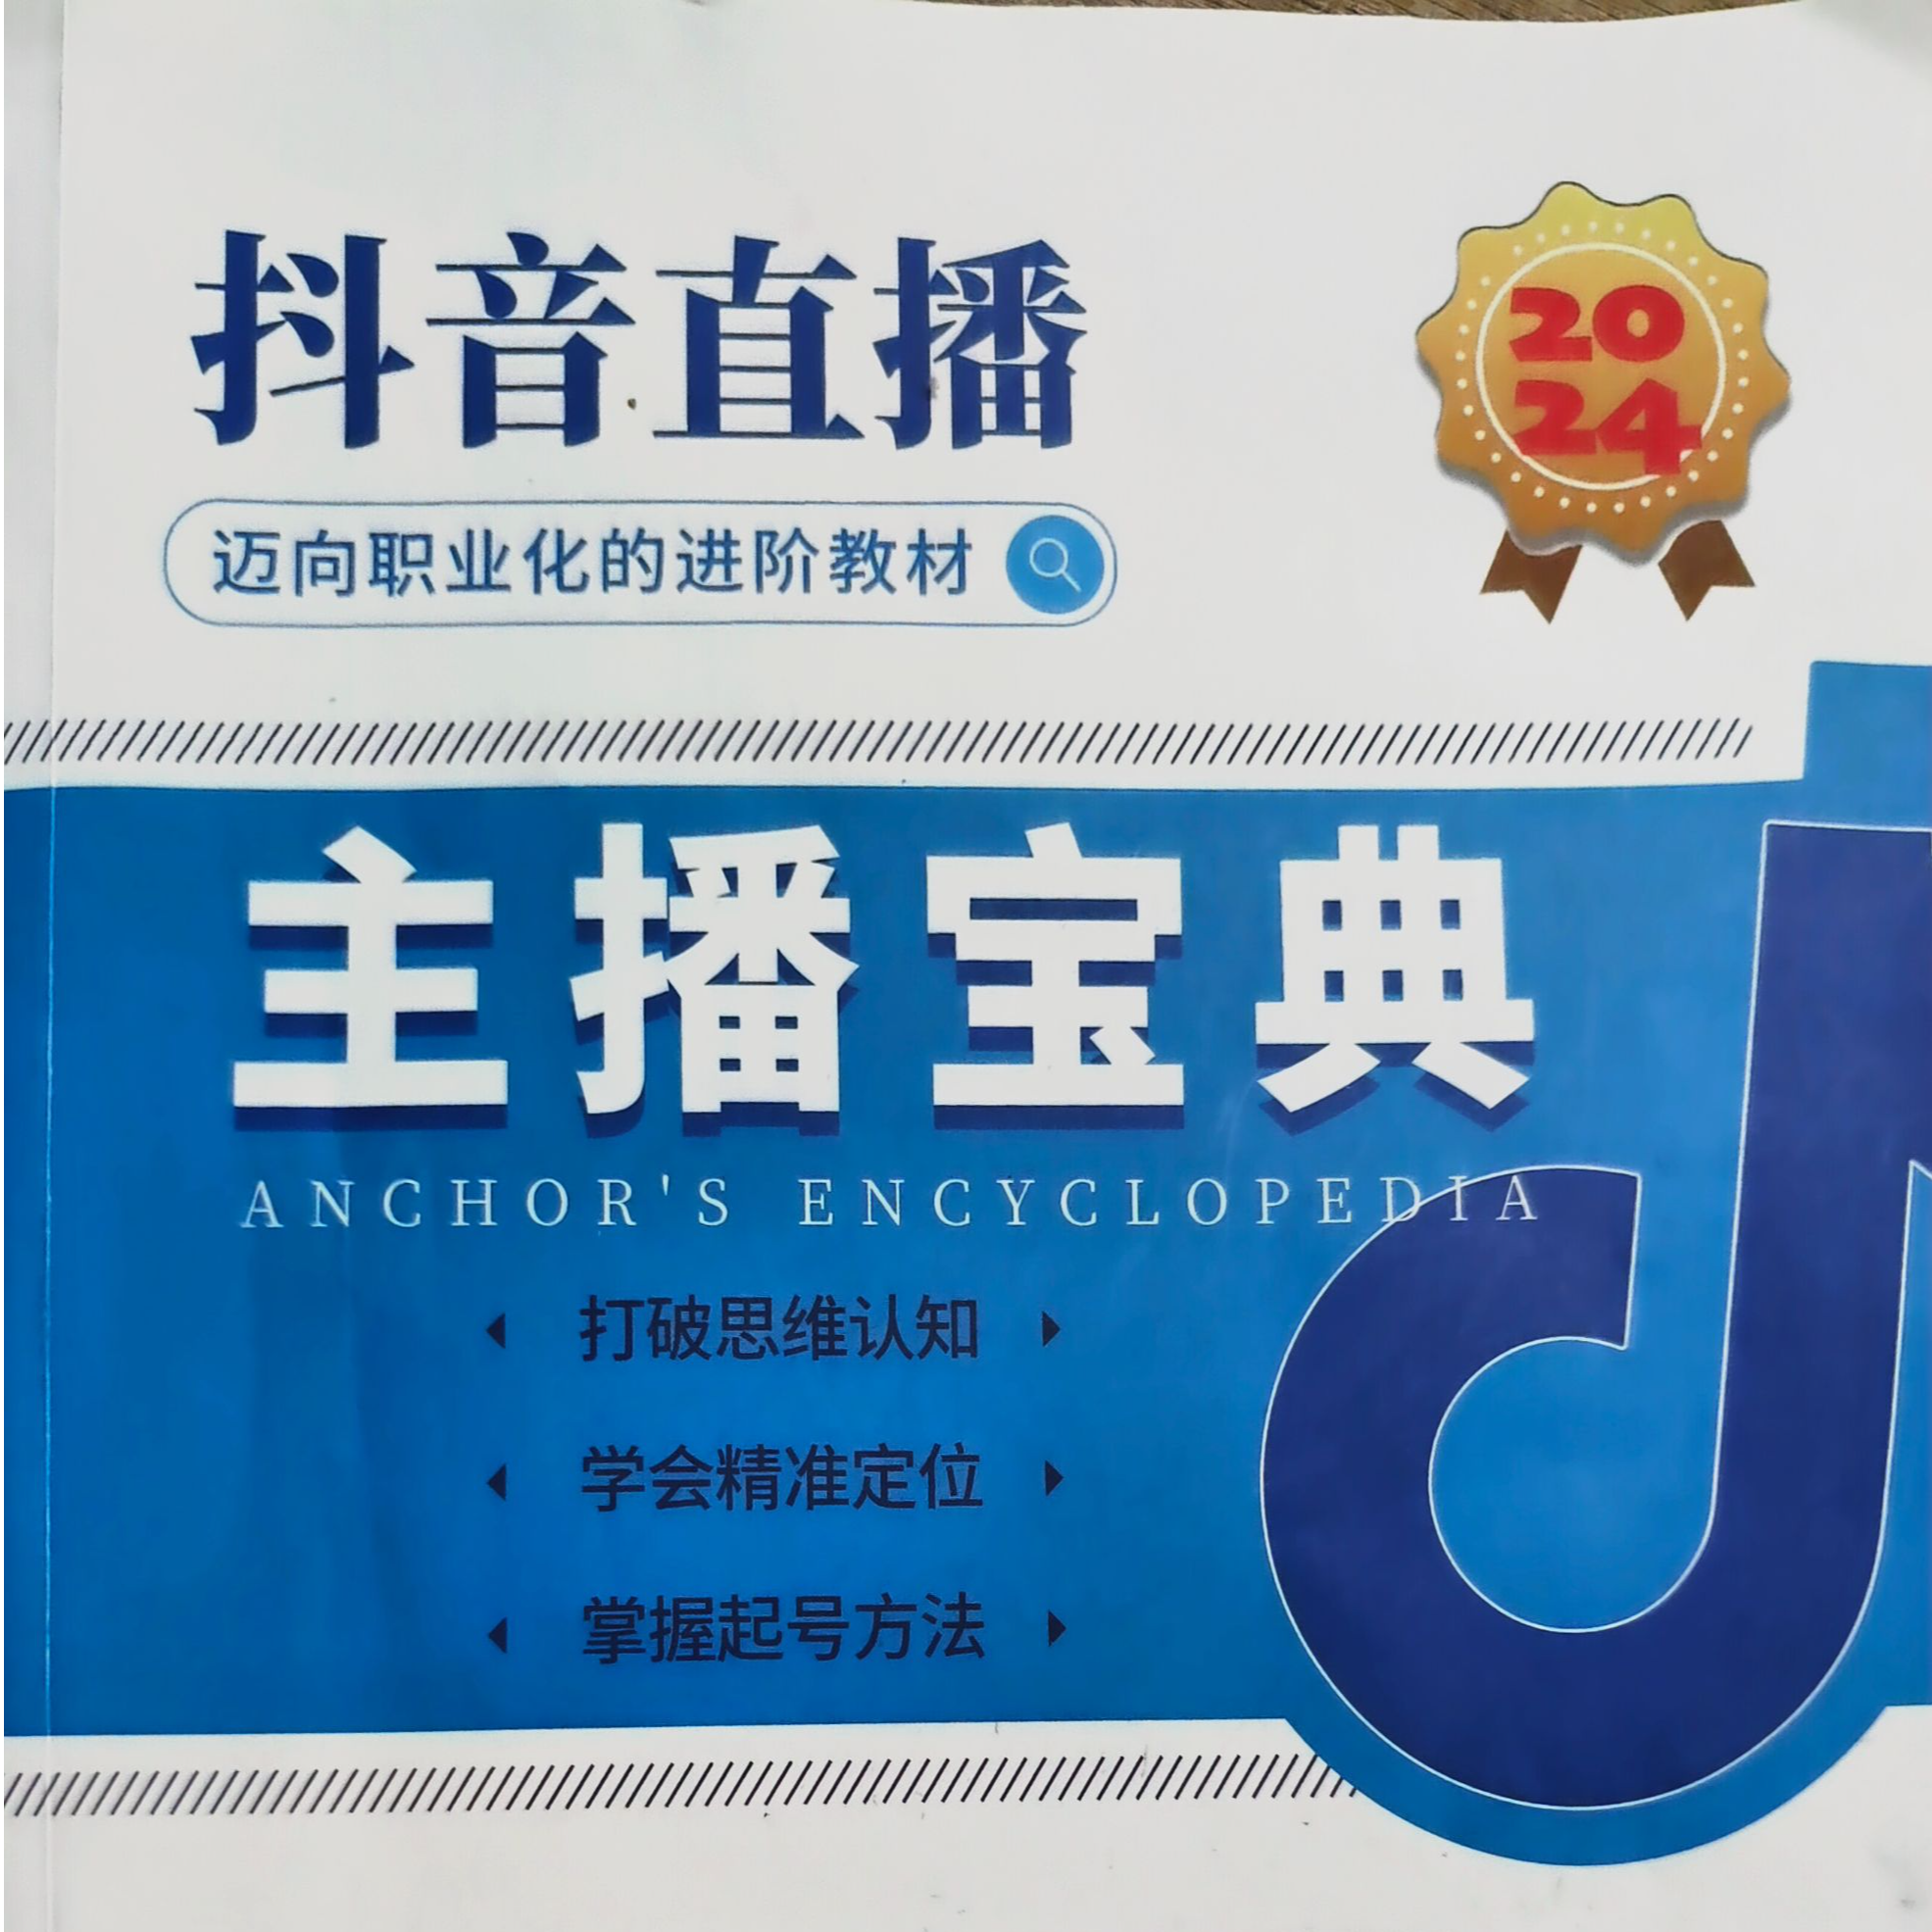 抖音直播
20
24
迈向职业化的进阶教材
主播宝典
ANCHOR'S ENCYCLOPEDIA
打破思维认知
学会精准定位
掌握起号方法